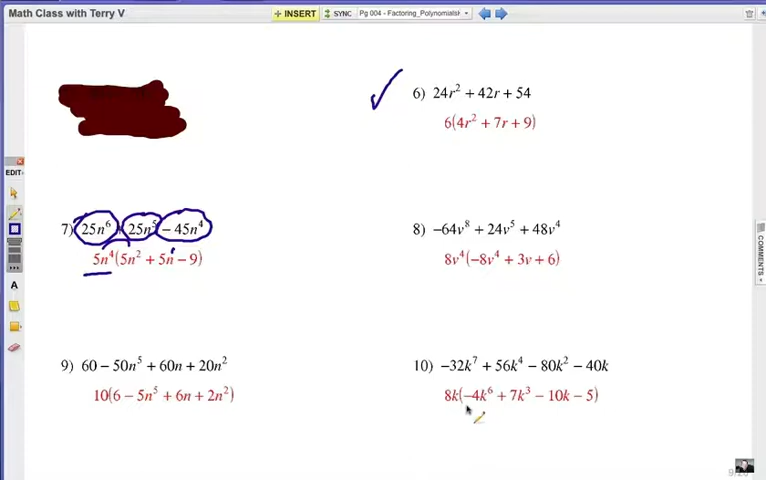 Math Class with Terry V
INSERT
SYNC
Pg 004 - Factoring_Polynomials
6) 24r² + 42r + 54
6(4r² + 7r + 9)
EDIT
7) 25n⁶ + 25n⁵ − 45n⁴
5n⁴(5n² + 5n − 9)
8) −64v⁸ + 24v⁵ + 48v⁴
8v⁴(−8v⁴ + 3v + 6)
COMMENTS
A
9) 60 − 50n⁵ + 60n + 20n²
10(6 − 5n⁵ + 6n + 2n²)
10) −32k⁷ + 56k⁴ − 80k² − 40k
8k(−4k⁶ + 7k³ − 10k − 5)